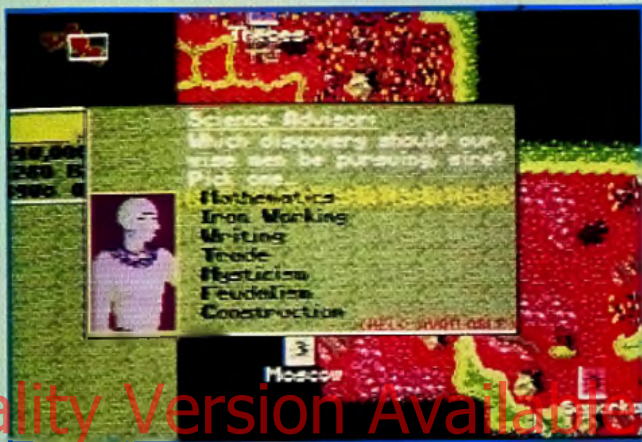 Thebes
Science Advisor:
Which discovery should our
wise men be pursuing, sire?
Pick one...
Mathematics
Iron Working
Writing
Trade
Mysticism
Feudalism
Construction
3
Moscow
ality Version Available